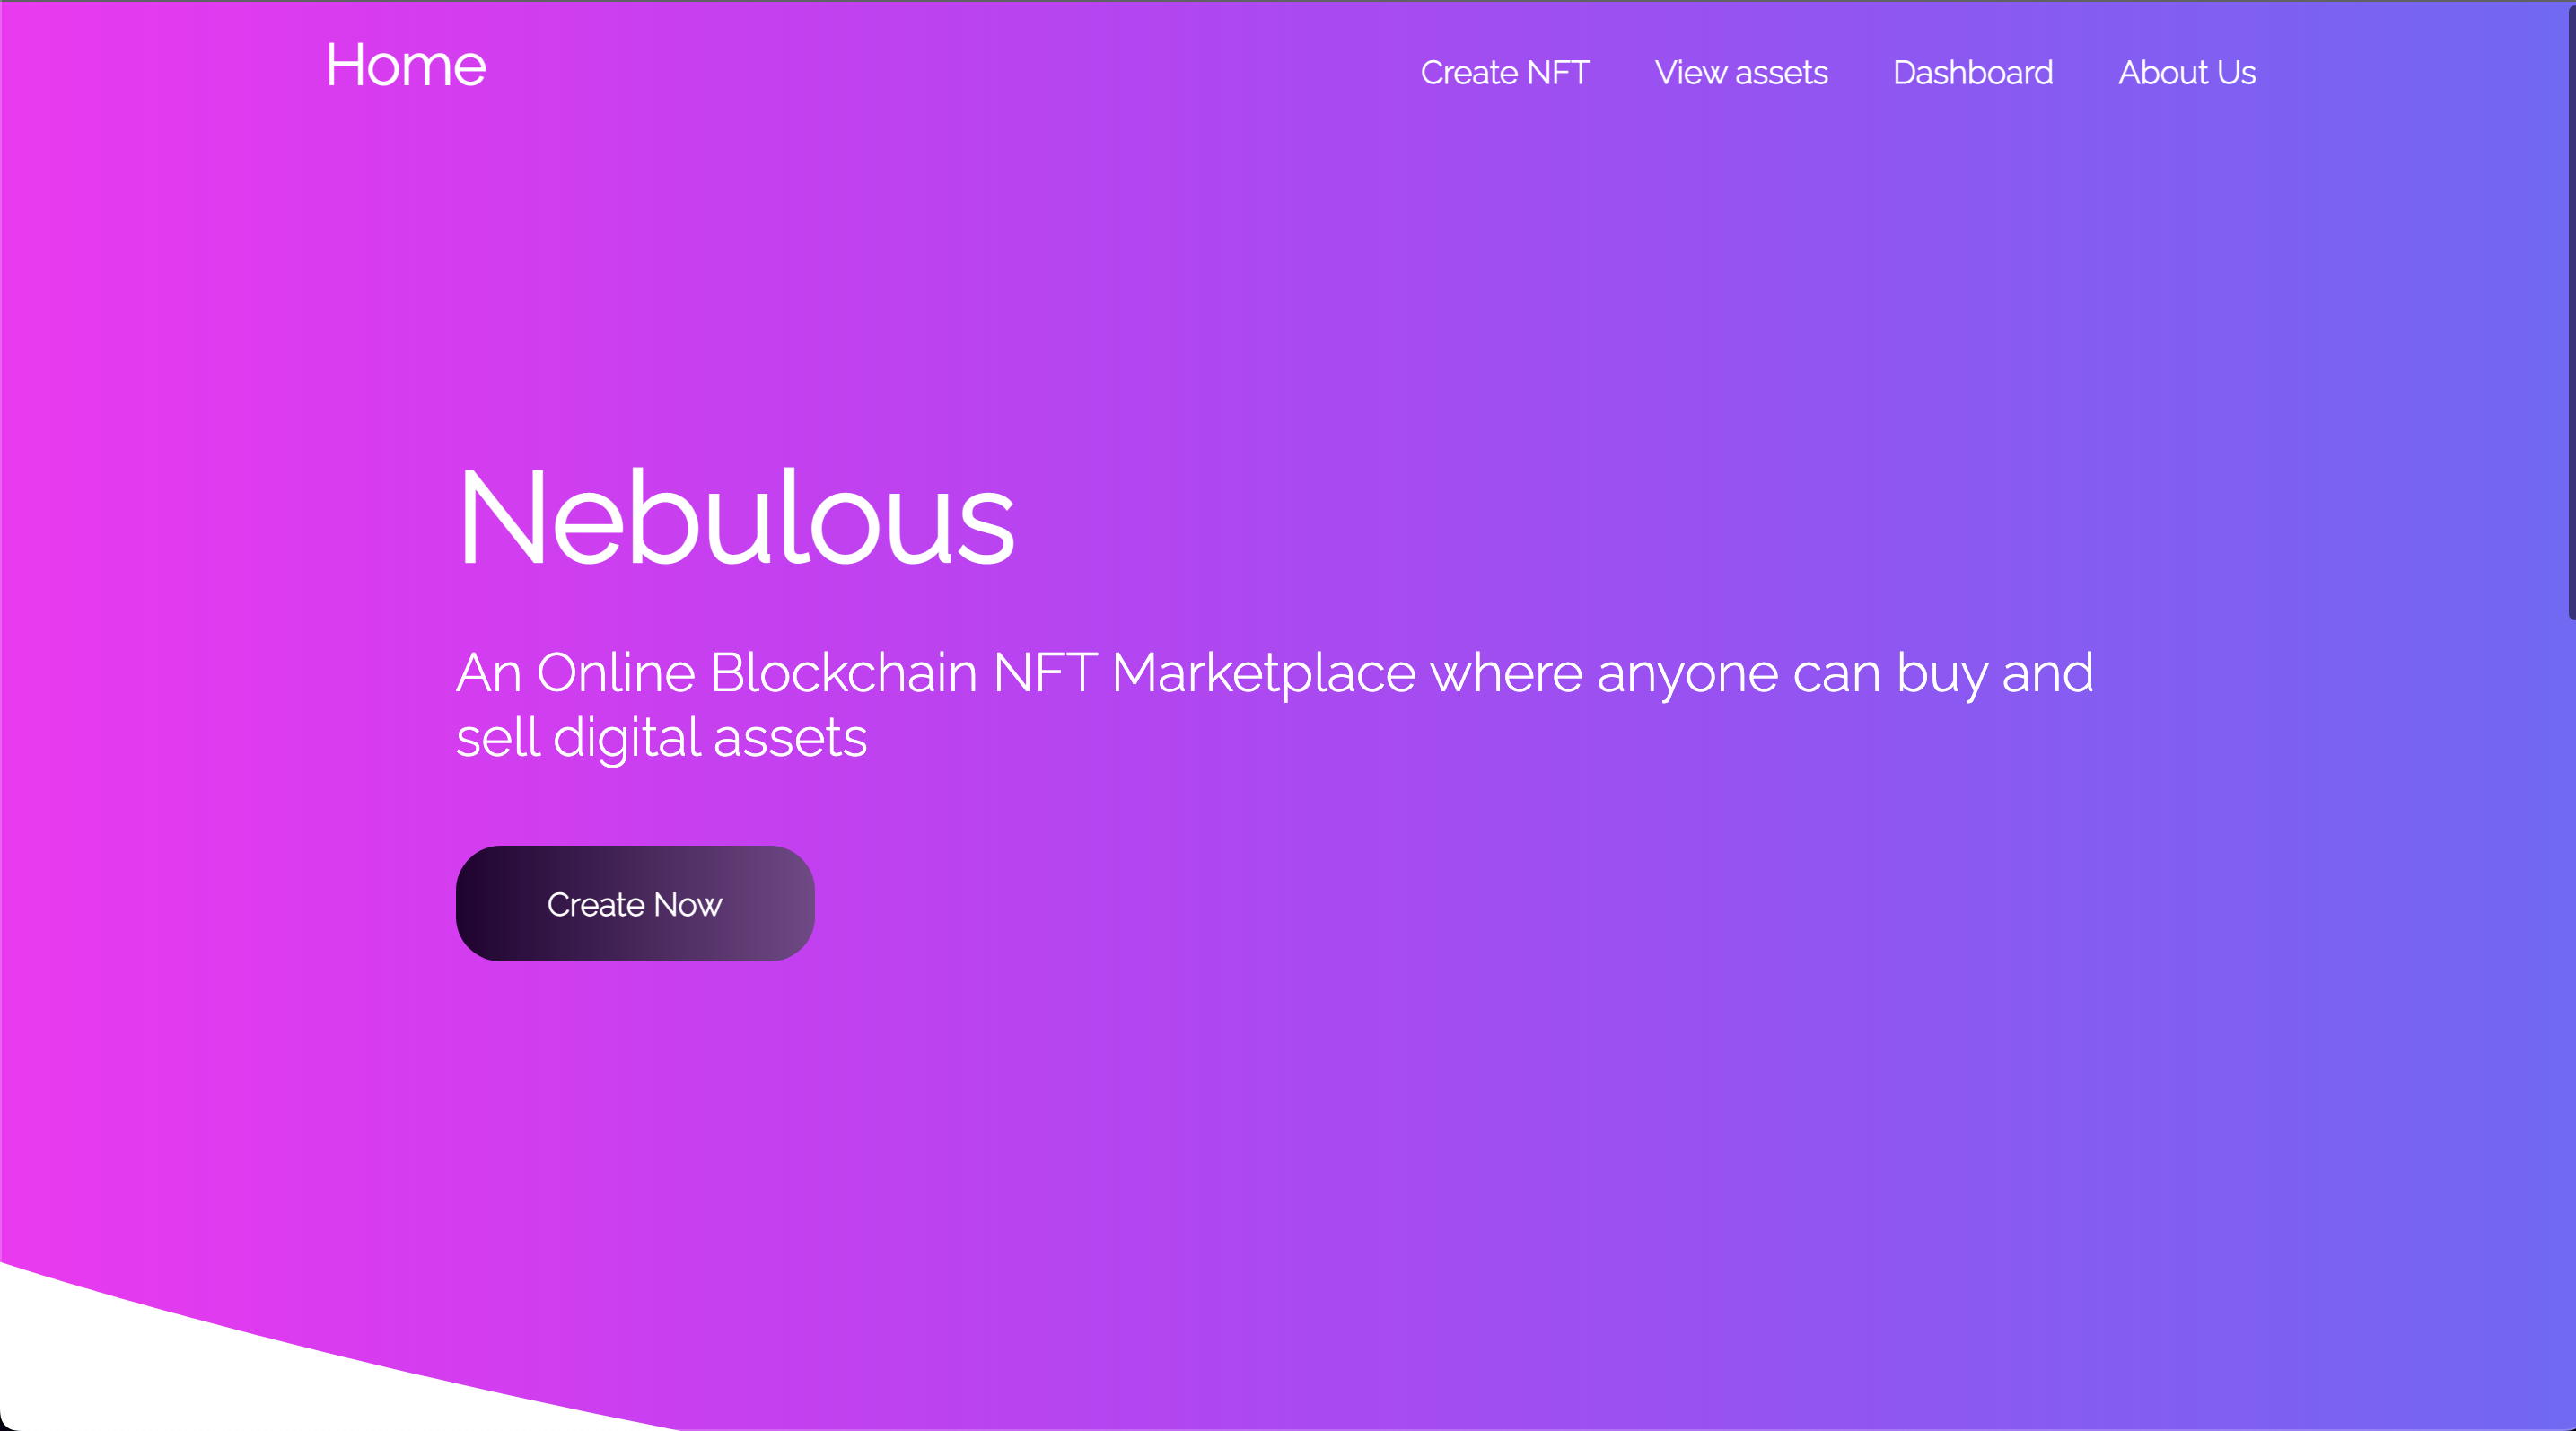 Home
Create NFT
View assets
Dashboard
About Us
Nebulous
An Online Blockchain NFT Marketplace where anyone can buy and
sell digital assets
Create Now